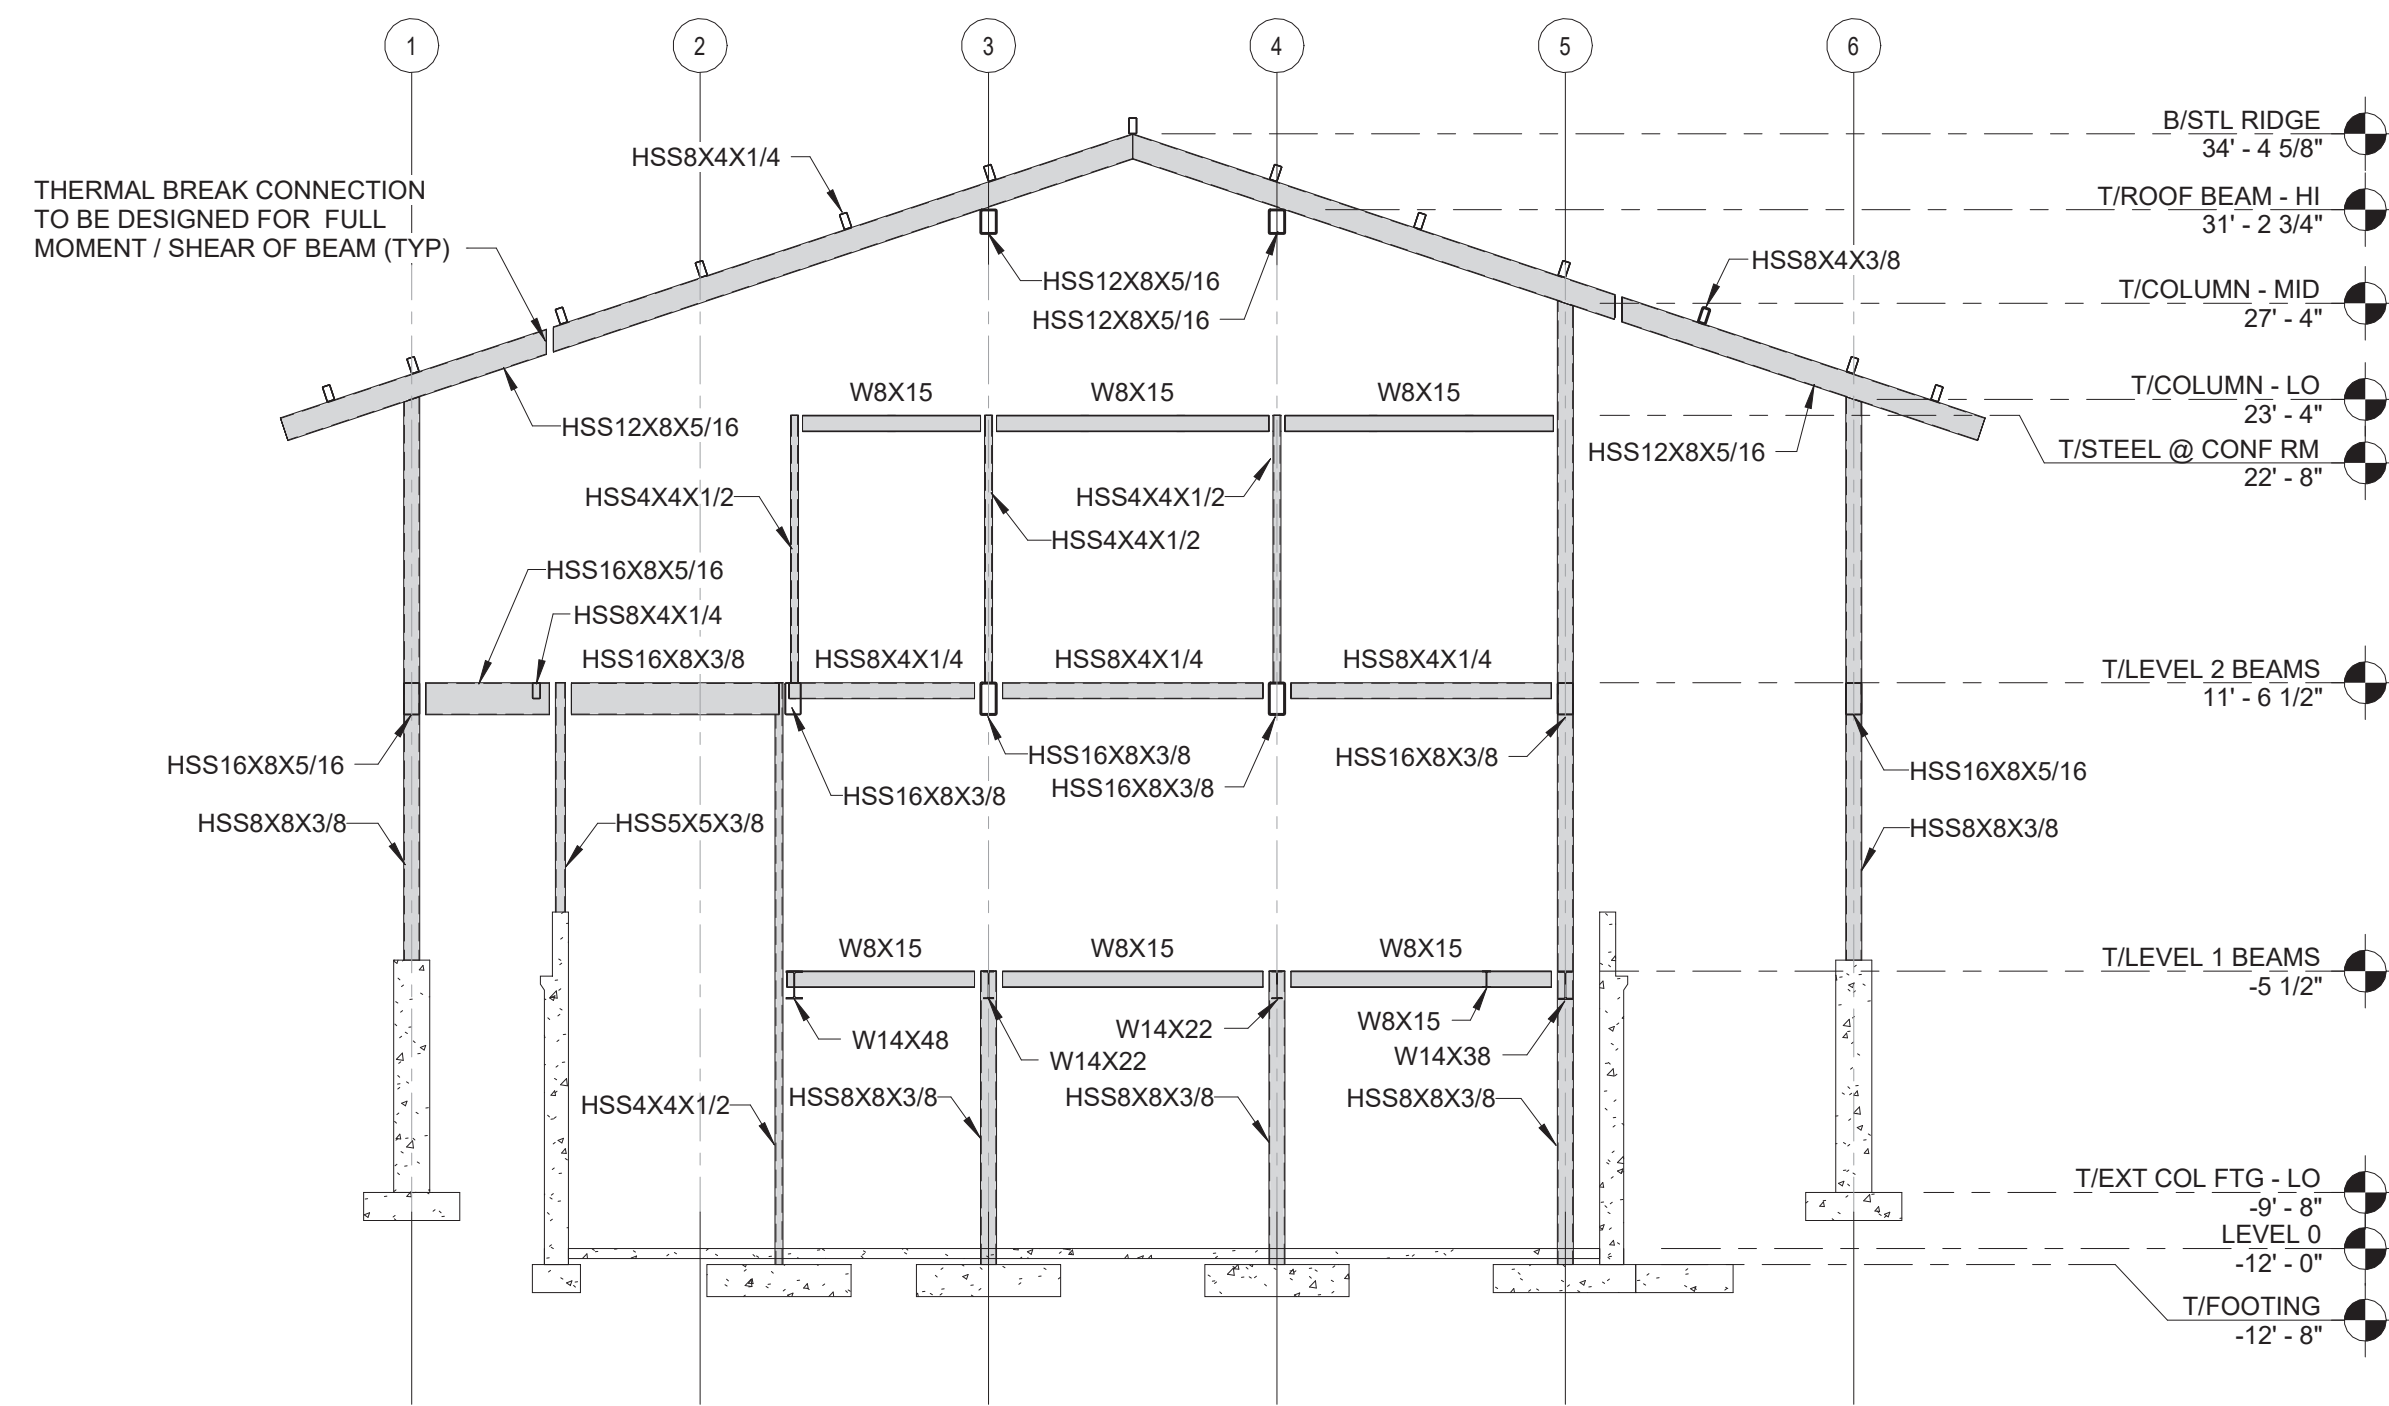 1
2
3
4
5
6
B/STL RIDGE
34' - 4 5/8"
HSS8X4X1/4
THERMAL BREAK CONNECTION
TO BE DESIGNED FOR FULL
MOMENT / SHEAR OF BEAM (TYP)
T/ROOF BEAM - HI
31' - 2 3/4"
HSS8X4X3/8
HSS12X8X5/16
HSS12X8X5/16
T/COLUMN - MID
27' - 4"
T/COLUMN - LO
23' - 4"
W8X15
W8X15
W8X15
HSS12X8X5/16
HSS12X8X5/16
T/STEEL @ CONF RM
22' - 8"
HSS4X4X1/2
HSS4X4X1/2
HSS4X4X1/2
HSS16X8X5/16
HSS8X4X1/4
HSS16X8X3/8
HSS8X4X1/4
HSS8X4X1/4
HSS8X4X1/4
T/LEVEL 2 BEAMS
11' - 6 1/2"
HSS16X8X5/16
HSS16X8X3/8
HSS16X8X3/8
HSS16X8X3/8
HSS16X8X3/8
HSS16X8X5/16
HSS8X8X3/8
HSS5X5X3/8
HSS8X8X3/8
W8X15
W8X15
W8X15
T/LEVEL 1 BEAMS
-5 1/2"
W14X48
W14X22
W14X22
W8X15
W14X38
HSS4X4X1/2
HSS8X8X3/8
HSS8X8X3/8
HSS8X8X3/8
T/EXT COL FTG - LO
-9' - 8"
LEVEL 0
-12' - 0"
T/FOOTING
-12' - 8"